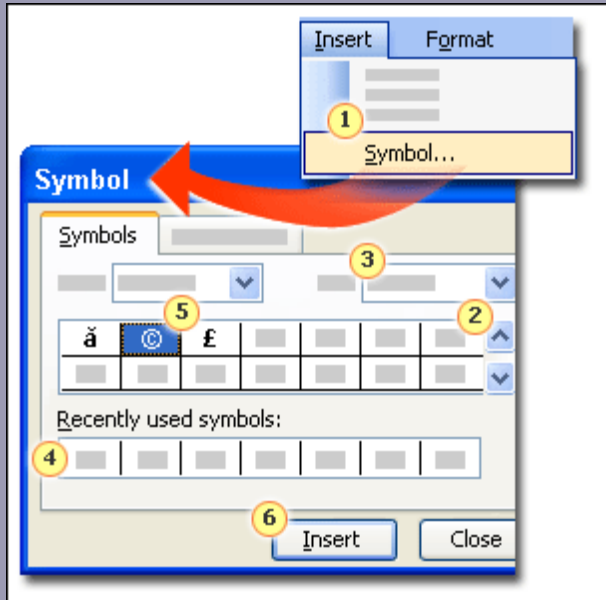 Insert Format
1
Symbol...
Symbol
Symbols
3
5 2
ă © £
Recently used symbols:
4
6
Insert Close